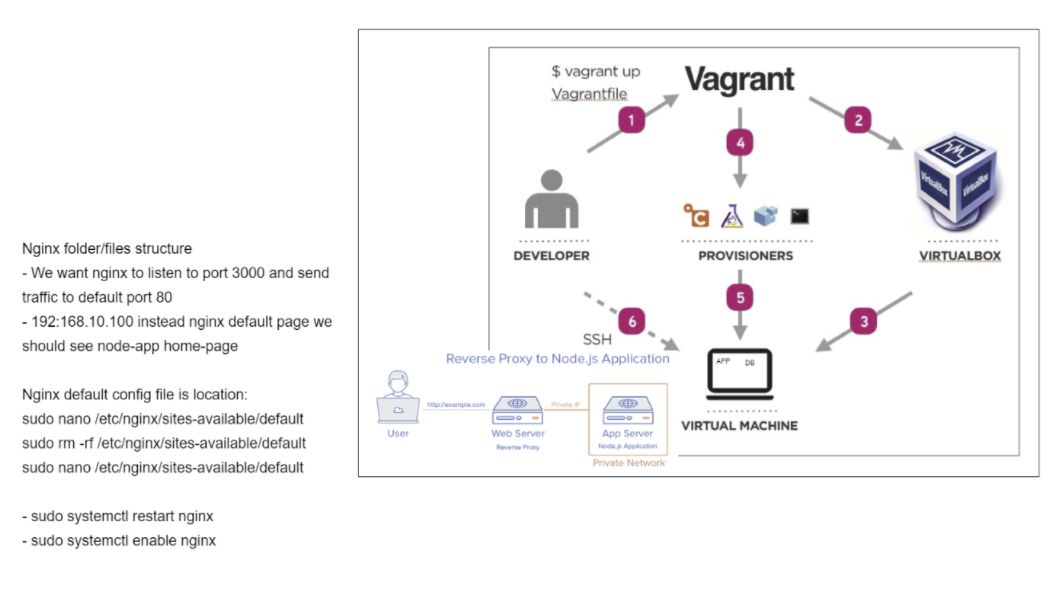 Nginx folder/files structure
- We want nginx to listen to port 3000 and send
traffic to default port 80
- 192:168.10.100 instead nginx default page we
should see node-app home-page
Nginx default config file is location:
sudo nano /etc/nginx/sites-available/default
sudo rm -rf /etc/nginx/sites-available/default
sudo nano /etc/nginx/sites-available/default
- sudo systemctl restart nginx
- sudo systemctl enable nginx
$ vagrant up
Vagrantfile
Vagrant
1
2
4
VirtualBox
VirtualBox
DEVELOPER
PROVISIONERS
VIRTUALBOX
5
6
3
SSH
APP DB
VIRTUAL MACHINE
Reverse Proxy to Node.js Application
http://example.com
Private IP
User
Web Server
Reverse Proxy
App Server
Node.js Application
Private Network